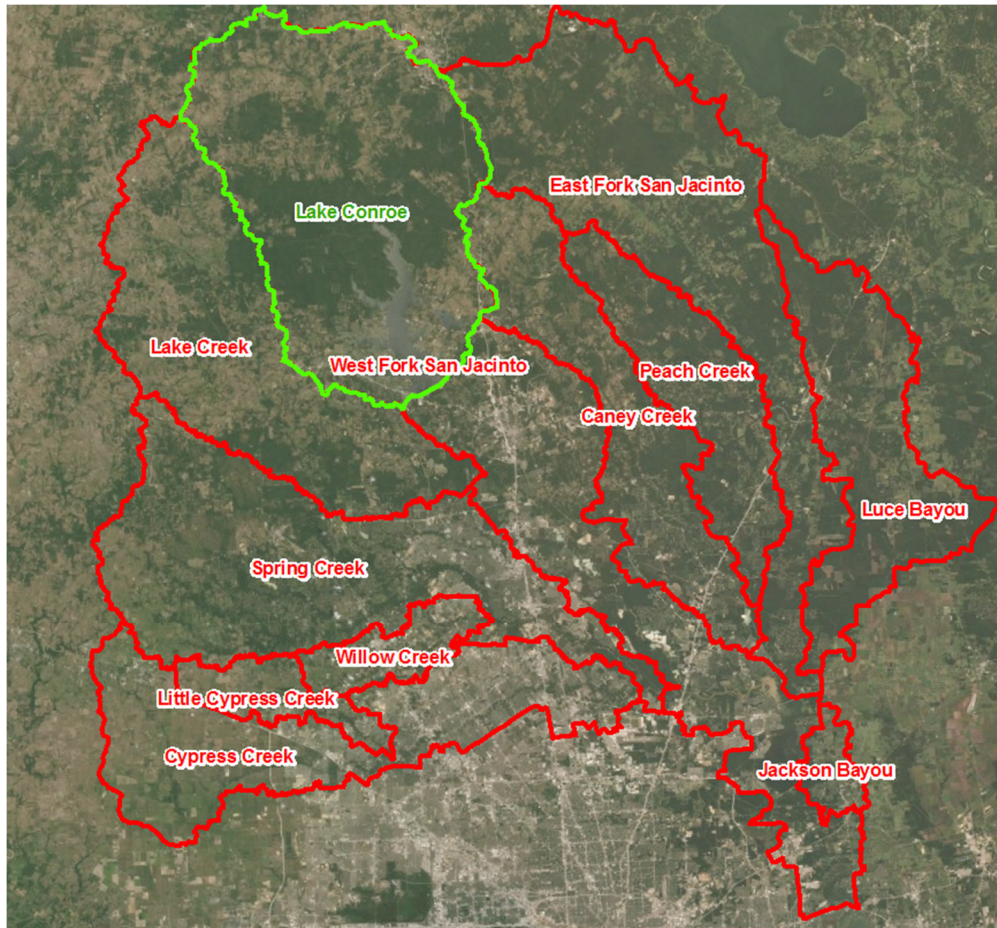 East Fork San Jacinto
Lake Conroe
Lake Creek
West Fork San Jacinto
Peach Creek
Caney Creek
Luce Bayou
Spring Creek
Willow Creek
Little Cypress Creek
Cypress Creek
Jackson Bayou